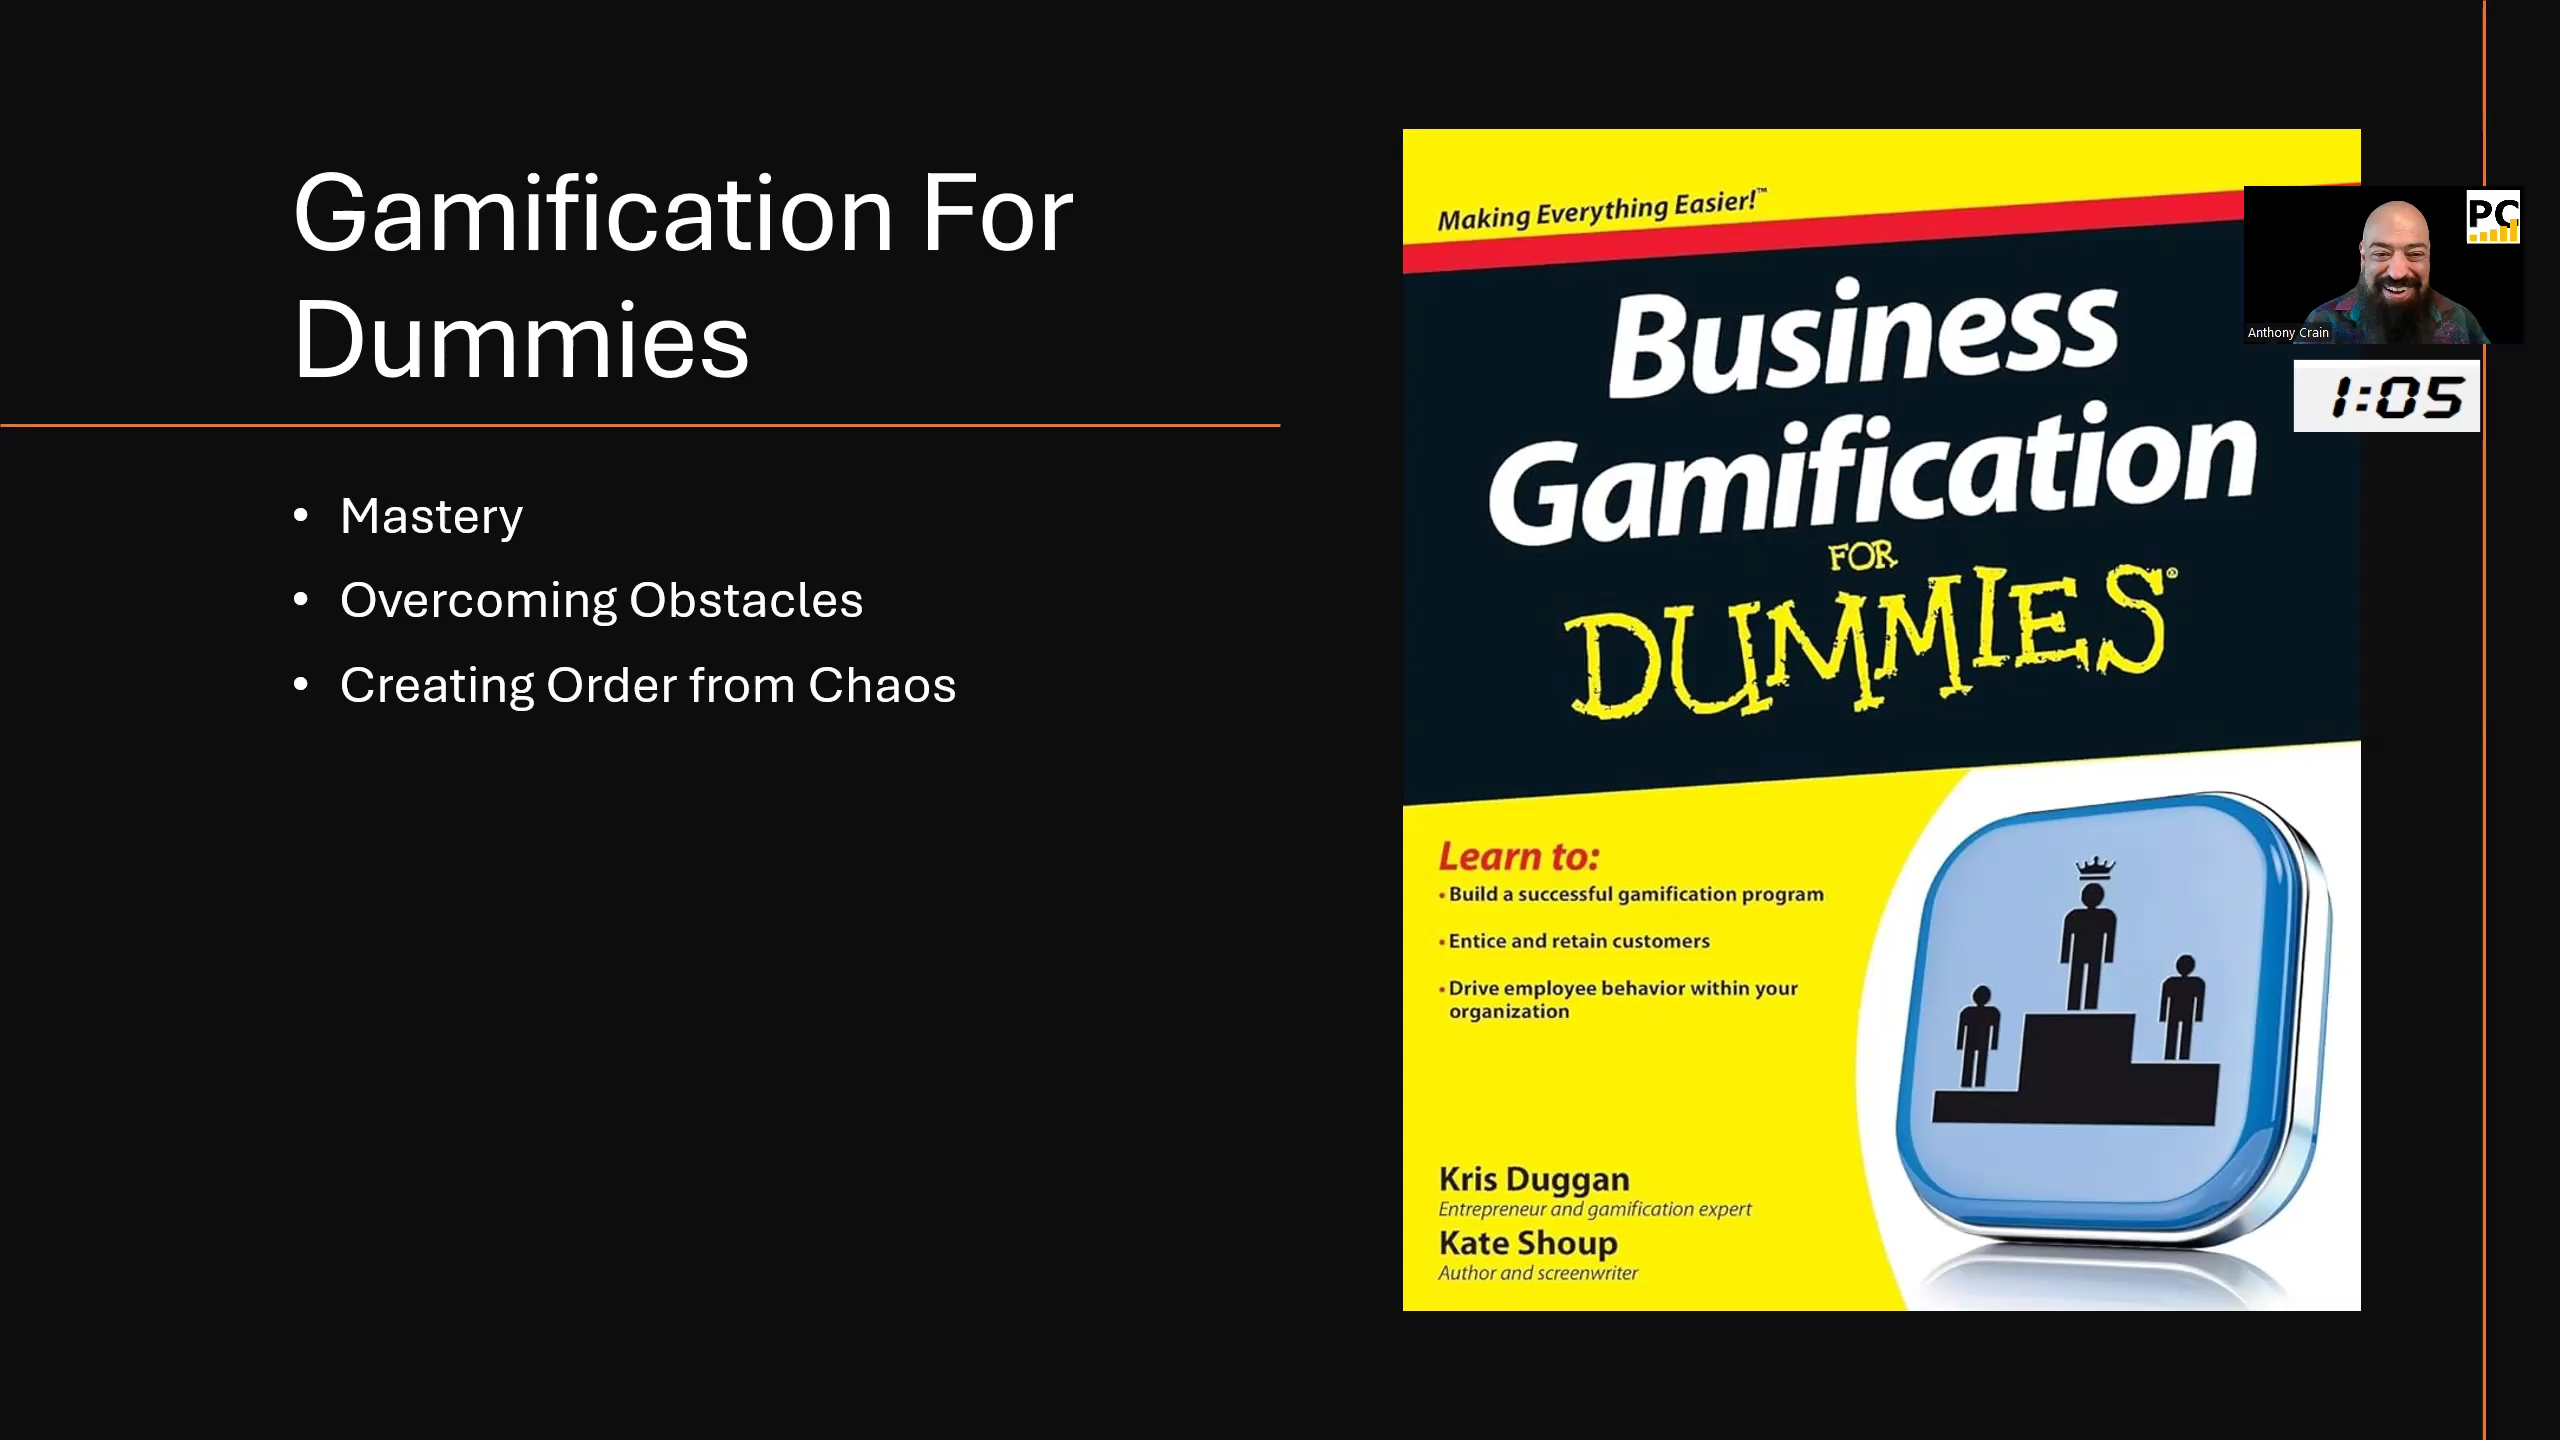 Gamification For
Dummies
• Mastery
• Overcoming Obstacles
• Creating Order from Chaos
Making Everything Easier!™
Business
Gamification
FOR
DUMMIES®
Learn to:
• Build a successful gamification program
• Entice and retain customers
• Drive employee behavior within your
organization
Kris Duggan
Entrepreneur and gamification expert
Kate Shoup
Author and screenwriter
PG
Anthony Crain
1:05